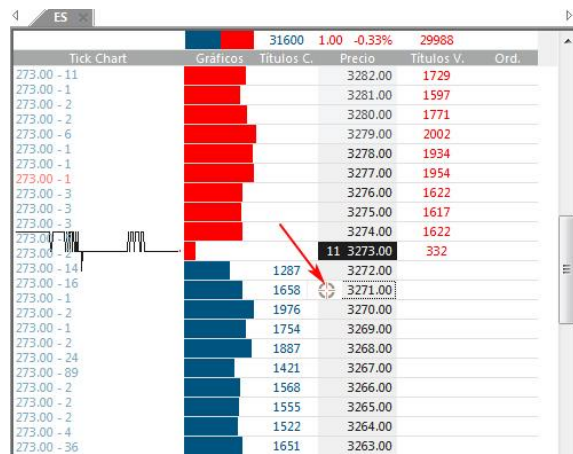 ES
31600 1.00 -0.33% 29988
Tick Chart Gráficos Títulos C. Precio Títulos V. Ord.
273.00 - 11 3282.00 1729
273.00 - 1 3281.00 1597
273.00 - 2 3280.00 1771
273.00 - 2
273.00 - 6 3279.00 2002
273.00 - 1 3278.00 1934
273.00 - 1 3277.00 1954
273.00 - 1
273.00 - 3 3276.00 1622
273.00 - 3 3275.00 1617
273.00 - 3 3274.00 1622
273.00 - 2 11 3273.00 332
273.00 - 14 1287 3272.00
273.00 - 16 1658 3271.00
273.00 - 1 1976 3270.00
273.00 - 2
273.00 - 1 1754 3269.00
273.00 - 2 1887 3268.00
273.00 - 24 1421 3267.00
273.00 - 89
273.00 - 2 1568 3266.00
273.00 - 2 1555 3265.00
273.00 - 2
273.00 - 4 1522 3264.00
273.00 - 36 1651 3263.00